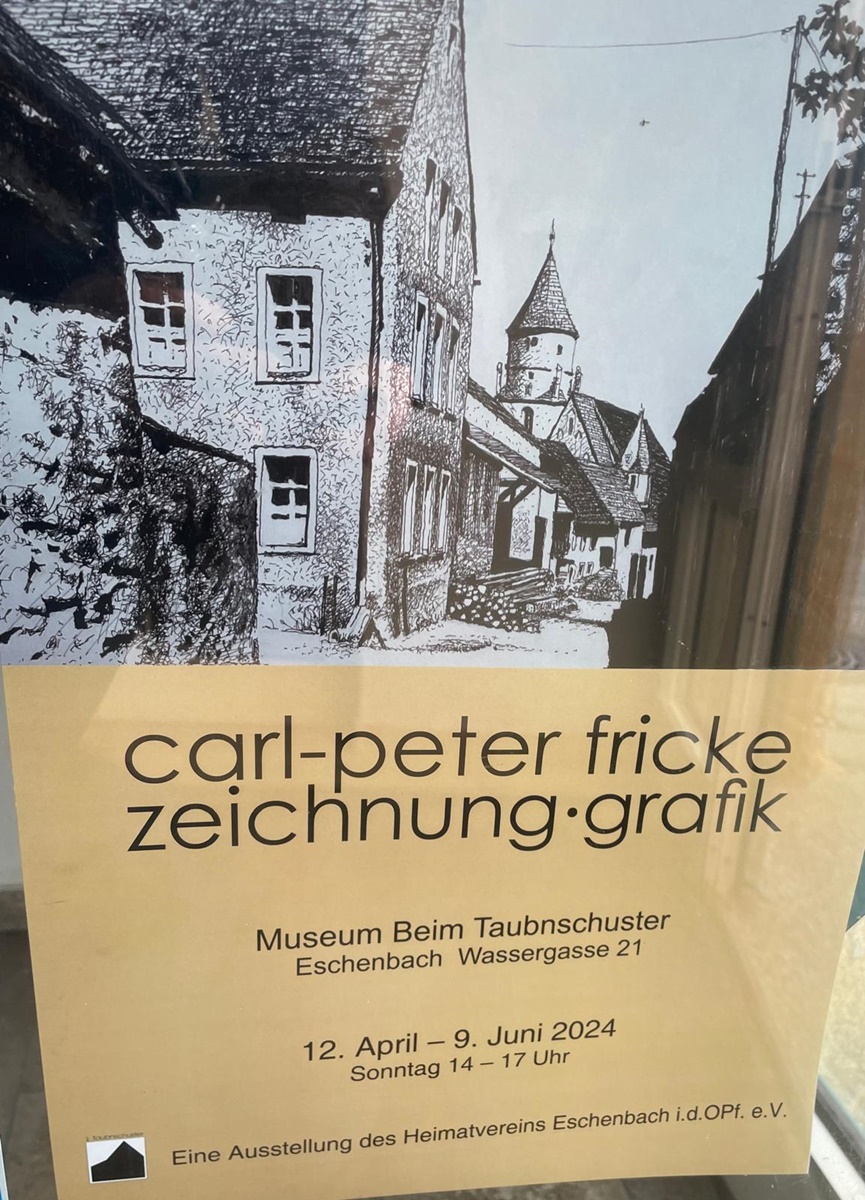 carl-peter fricke
zeichnung·grafik
Museum Beim Taubnschuster
Eschenbach Wassergasse 21
12. April – 9. Juni 2024
Sonntag 14 – 17 Uhr
Taubnschuster
Eine Ausstellung des Heimatvereins Eschenbach i.d.OPf. e.V.